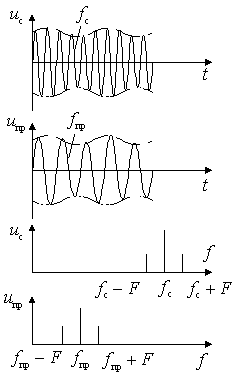 uс fс
t
uпр fпр
t
uс f
fс − F fс fс + F
uпр
fпр − F fпр fпр + F f